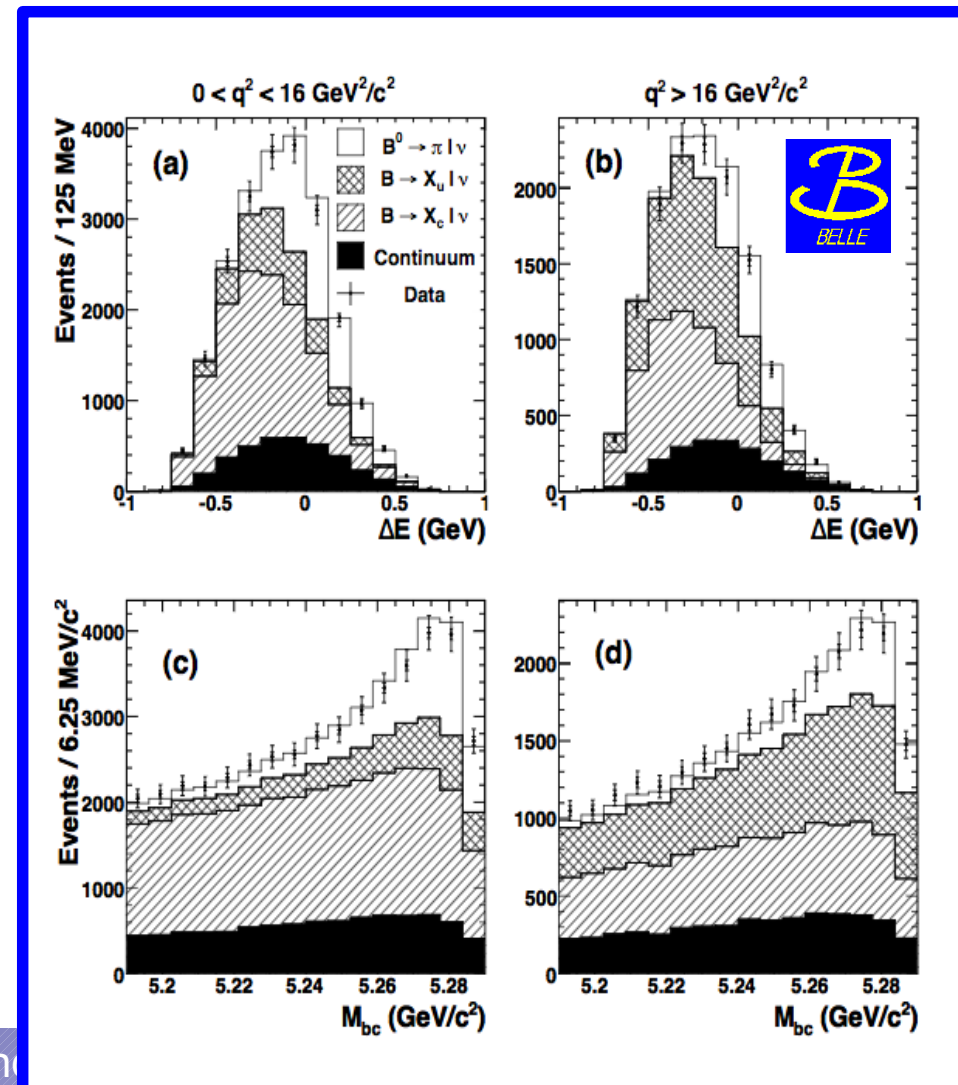 0 < q² < 16 GeV²/c²
q² > 16 GeV²/c²
(a)
B⁰ → π l ν
B → Xᵤ l ν
B → X_c l ν
Continuum
Data
Events / 125 MeV
4000
3000
2000
1000
0
-1
-0.5
0
0.5
1
ΔE (GeV)
(b)
B
BELLE
2000
1500
1000
500
0
-1
-0.5
0
0.5
1
ΔE (GeV)
(c)
Events / 6.25 MeV/c²
4000
3000
2000
1000
0
5.2
5.22
5.24
5.26
5.28
M_bc (GeV/c²)
(d)
2000
1500
1000
500
0
5.2
5.22
5.24
5.26
5.28
M_bc (GeV/c²)